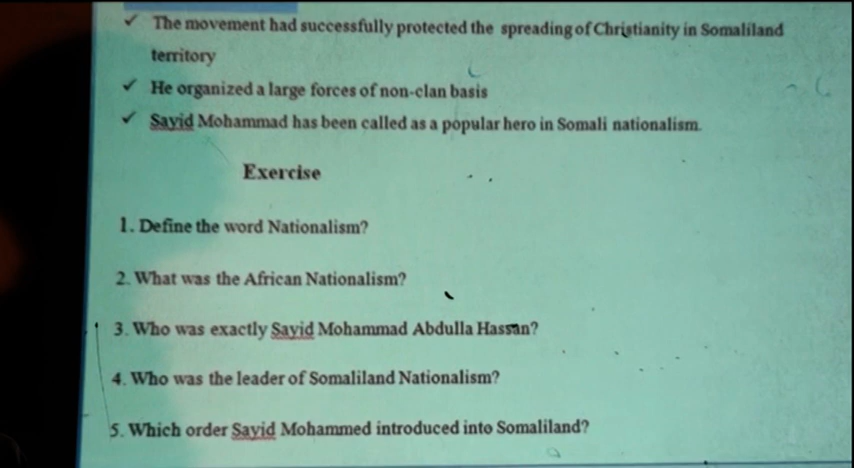 ✓ The movement had successfully protected the spreading of Christianity in Somaliland
territory
✓ He organized a large forces of non-clan basis
✓ Sayid Mohammad has been called as a popular hero in Somali nationalism.
Exercise
1. Define the word Nationalism?
2. What was the African Nationalism?
3. Who was exactly Sayid Mohammad Abdulla Hassan?
4. Who was the leader of Somaliland Nationalism?
5. Which order Sayid Mohammed introduced into Somaliland?